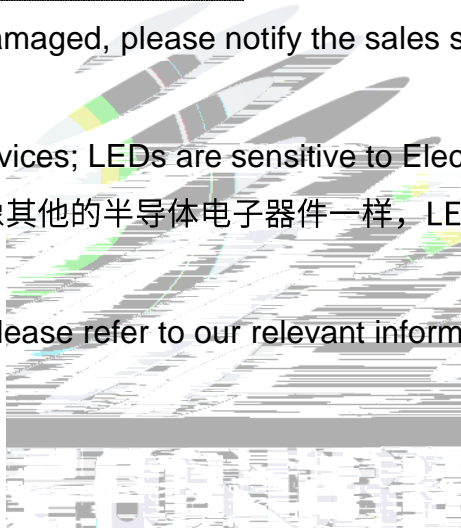 amaged, please notify the sales s
vices; LEDs are sensitive to Elec
其他的半导体电子器件一样，LE
lease refer to our relevant inform